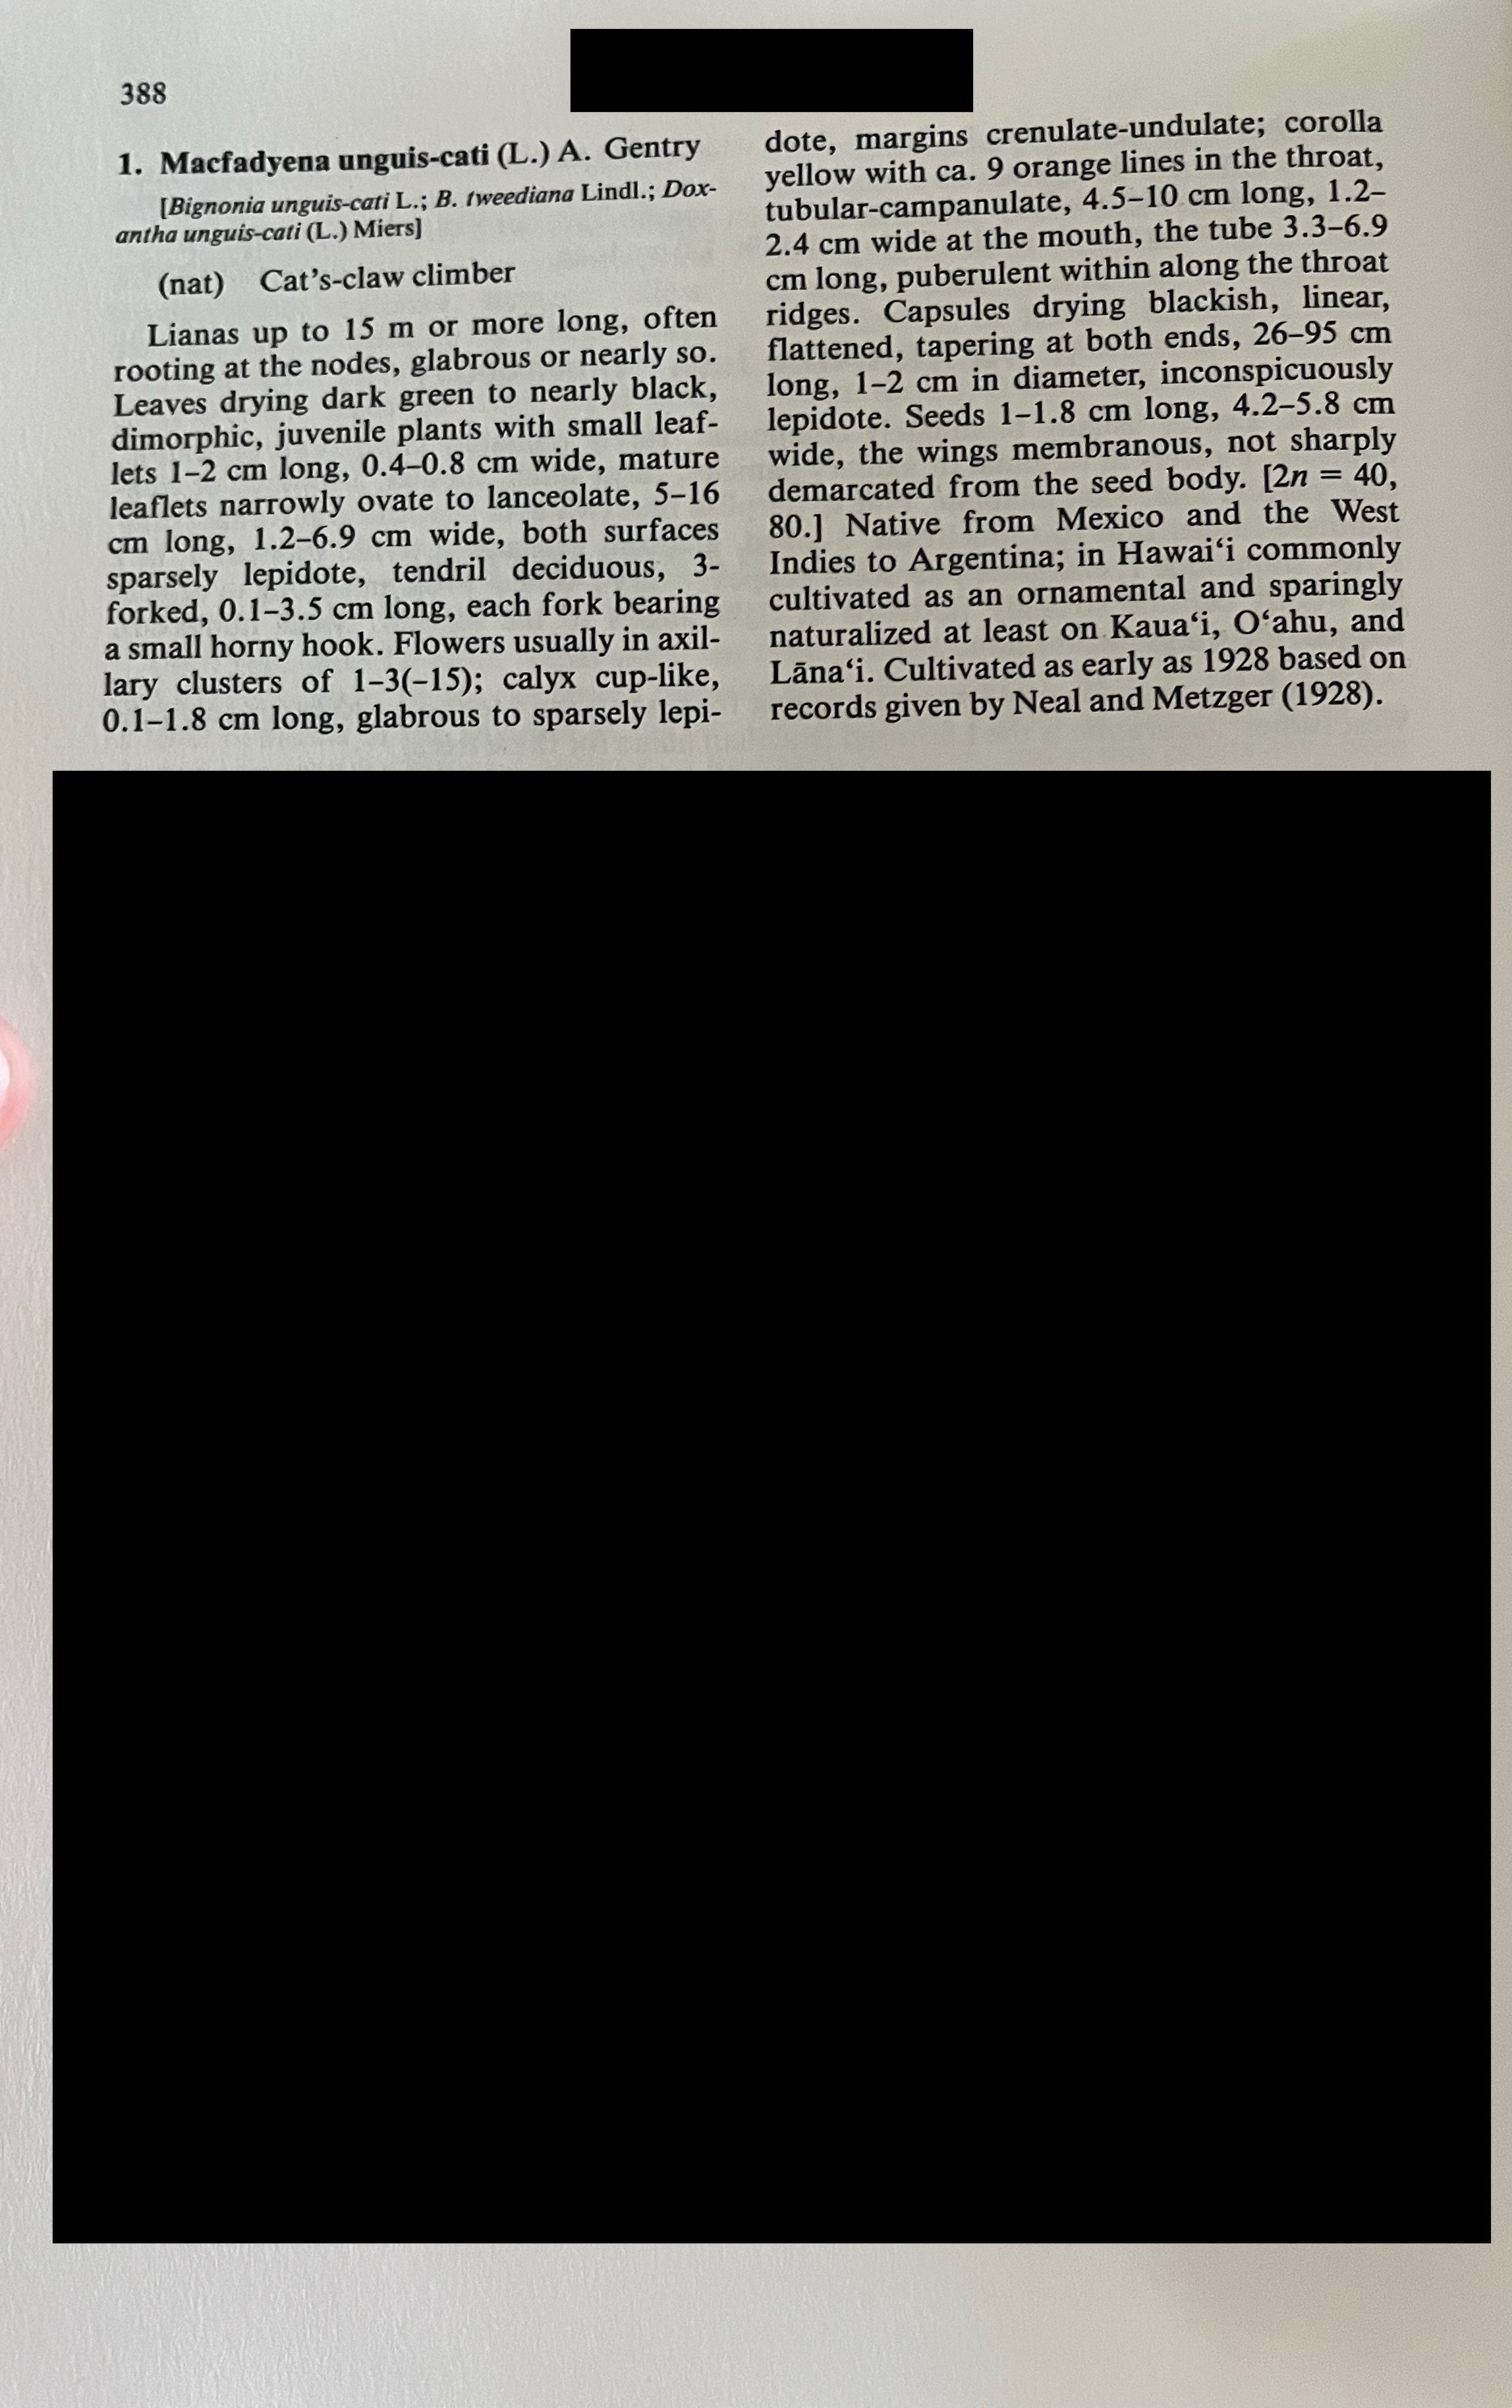 388
1. Macfadyena unguis-cati (L.) A. Gentry
[Bignonia unguis-cati L.; B. tweediana Lindl.; Dox-
antha unguis-cati (L.) Miers]
(nat) Cat's-claw climber
Lianas up to 15 m or more long, often
rooting at the nodes, glabrous or nearly so.
Leaves drying dark green to nearly black,
dimorphic, juvenile plants with small leaf-
lets 1–2 cm long, 0.4–0.8 cm wide, mature
leaflets narrowly ovate to lanceolate, 5–16
cm long, 1.2–6.9 cm wide, both surfaces
sparsely lepidote, tendril deciduous, 3-
forked, 0.1–3.5 cm long, each fork bearing
a small horny hook. Flowers usually in axil-
lary clusters of 1–3(–15); calyx cup-like,
0.1–1.8 cm long, glabrous to sparsely lepi-
dote, margins crenulate-undulate; corolla
yellow with ca. 9 orange lines in the throat,
tubular-campanulate, 4.5–10 cm long, 1.2–
2.4 cm wide at the mouth, the tube 3.3–6.9
cm long, puberulent within along the throat
ridges. Capsules drying blackish, linear,
flattened, tapering at both ends, 26–95 cm
long, 1–2 cm in diameter, inconspicuously
lepidote. Seeds 1–1.8 cm long, 4.2–5.8 cm
wide, the wings membranous, not sharply
demarcated from the seed body. [2n = 40,
80.] Native from Mexico and the West
Indies to Argentina; in Hawaiʻi commonly
cultivated as an ornamental and sparingly
naturalized at least on Kauaʻi, Oʻahu, and
Lānaʻi. Cultivated as early as 1928 based on
records given by Neal and Metzger (1928).